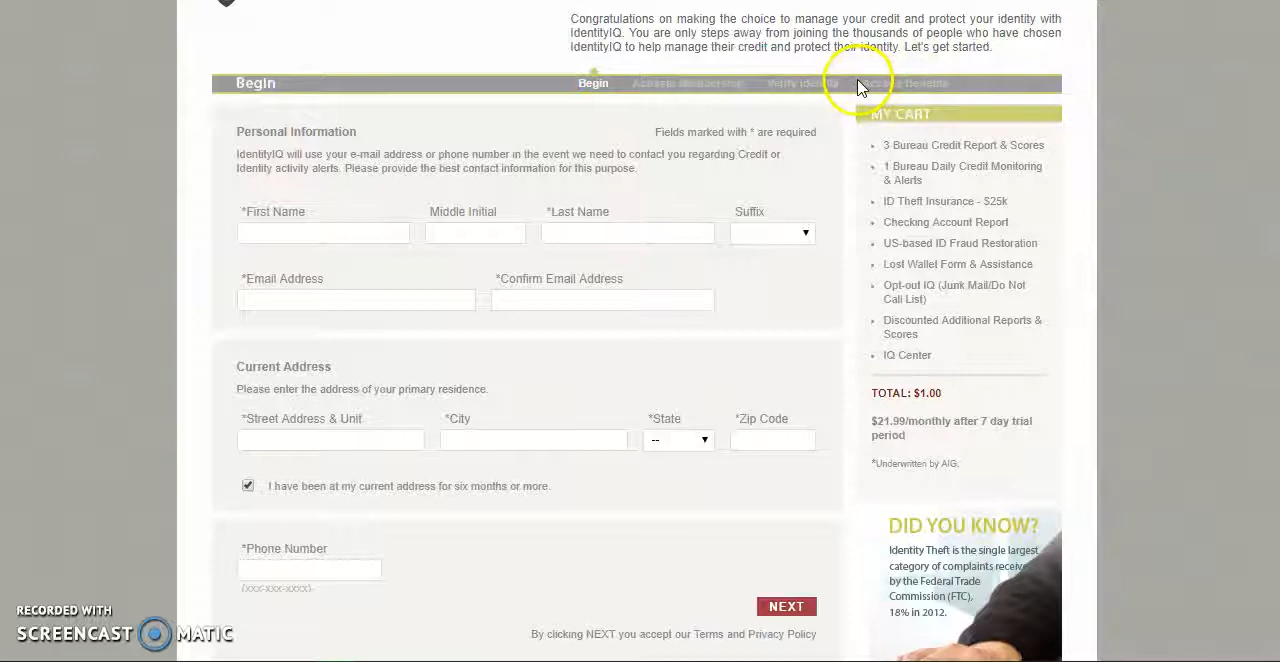 Congratulations on making the choice to manage your credit and protect your identity with
IdentityIQ. You are only steps away from joining the thousands of people who have chosen
IdentityIQ to help manage their credit and protect their identity. Let's get started.
Begin
Begin Activate Membership Verify Identity Access Benefits
Personal Information
Fields marked with * are required
IdentityIQ will use your e-mail address or phone number in the event we need to contact you regarding Credit or
Identity activity alerts. Please provide the best contact information for this purpose.
*First Name Middle Initial *Last Name Suffix
*Email Address *Confirm Email Address
Current Address
Please enter the address of your primary residence.
*Street Address & Unit *City *State *Zip Code
--
I have been at my current address for six months or more.
*Phone Number
(xxx-xxx-xxxx)
NEXT
By clicking NEXT you accept our Terms and Privacy Policy
MY CART
3 Bureau Credit Report & Scores
1 Bureau Daily Credit Monitoring
& Alerts
ID Theft Insurance - $25k
Checking Account Report
US-based ID Fraud Restoration
Lost Wallet Form & Assistance
Opt-out IQ (Junk Mail/Do Not
Call List)
Discounted Additional Reports &
Scores
IQ Center
TOTAL: $1.00
$21.99/monthly after 7 day trial
period
*Underwritten by AIG.
DID YOU KNOW?
Identity Theft is the single largest
category of complaints receive
by the Federal Trade
Commission (FTC),
18% in 2012.
RECORDED WITH
SCREENCAST MATIC